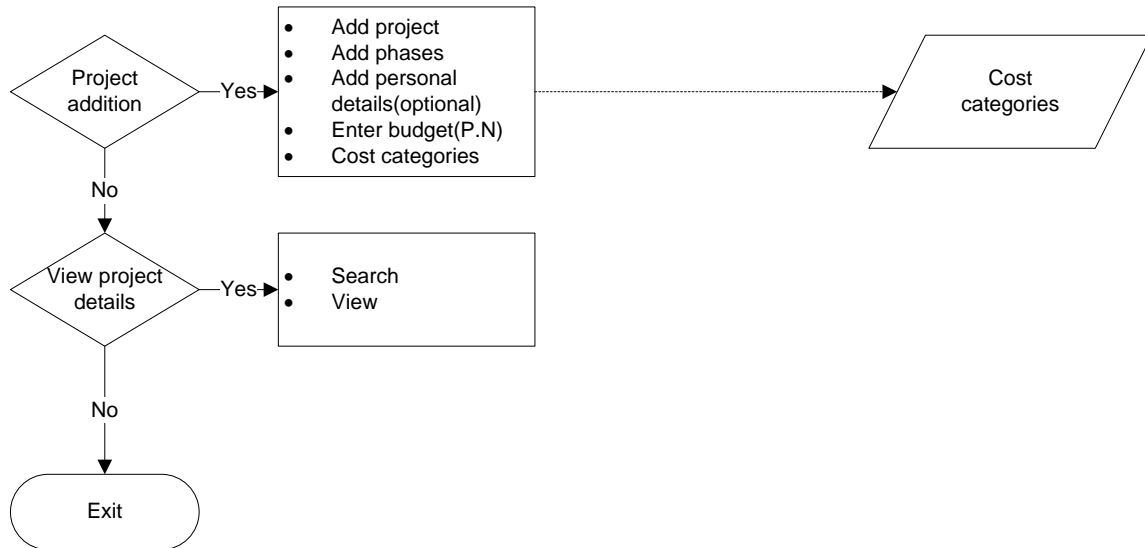 Project
addition
Yes
• Add project
• Add phases
• Add personal
details(optional)
• Enter budget(P.N)
• Cost categories
Cost
categories
No
View project
details
Yes
• Search
• View
No
Exit